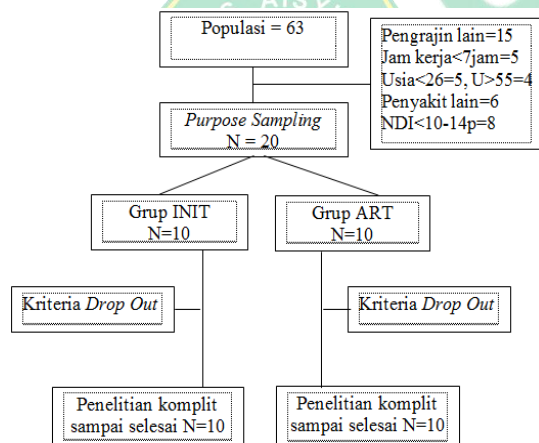 Populasi = 63
Pengrajin lain=15
Jam kerja<7jam=5
Usia<26=5, U>55=4
Penyakit lain=6
NDI<10-14p=8
Purpose Sampling
N = 20
Grup INIT
N=10
Grup ART
N=10
Kriteria Drop Out
Kriteria Drop Out
Penelitian komplit
sampai selesai N=10
Penelitian komplit
sampai selesai N=10